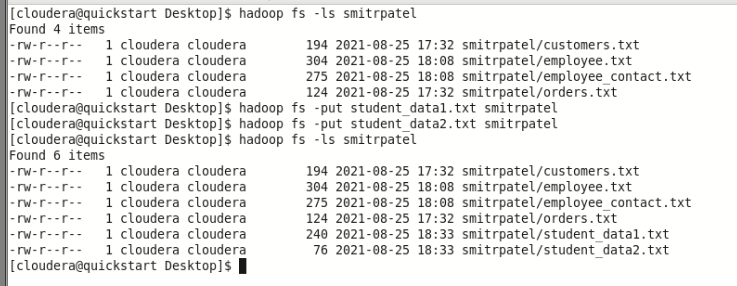 [cloudera@quickstart Desktop]$ hadoop fs -ls smitrpatel
Found 4 items
-rw-r--r--   1 cloudera cloudera        194 2021-08-25 17:32 smitrpatel/customers.txt
-rw-r--r--   1 cloudera cloudera        304 2021-08-25 18:08 smitrpatel/employee.txt
-rw-r--r--   1 cloudera cloudera        275 2021-08-25 18:08 smitrpatel/employee_contact.txt
-rw-r--r--   1 cloudera cloudera        124 2021-08-25 17:32 smitrpatel/orders.txt
[cloudera@quickstart Desktop]$ hadoop fs -put student_data1.txt smitrpatel
[cloudera@quickstart Desktop]$ hadoop fs -put student_data2.txt smitrpatel
[cloudera@quickstart Desktop]$ hadoop fs -ls smitrpatel
Found 6 items
-rw-r--r--   1 cloudera cloudera        194 2021-08-25 17:32 smitrpatel/customers.txt
-rw-r--r--   1 cloudera cloudera        304 2021-08-25 18:08 smitrpatel/employee.txt
-rw-r--r--   1 cloudera cloudera        275 2021-08-25 18:08 smitrpatel/employee_contact.txt
-rw-r--r--   1 cloudera cloudera        124 2021-08-25 17:32 smitrpatel/orders.txt
-rw-r--r--   1 cloudera cloudera        240 2021-08-25 18:33 smitrpatel/student_data1.txt
-rw-r--r--   1 cloudera cloudera         76 2021-08-25 18:33 smitrpatel/student_data2.txt
[cloudera@quickstart Desktop]$